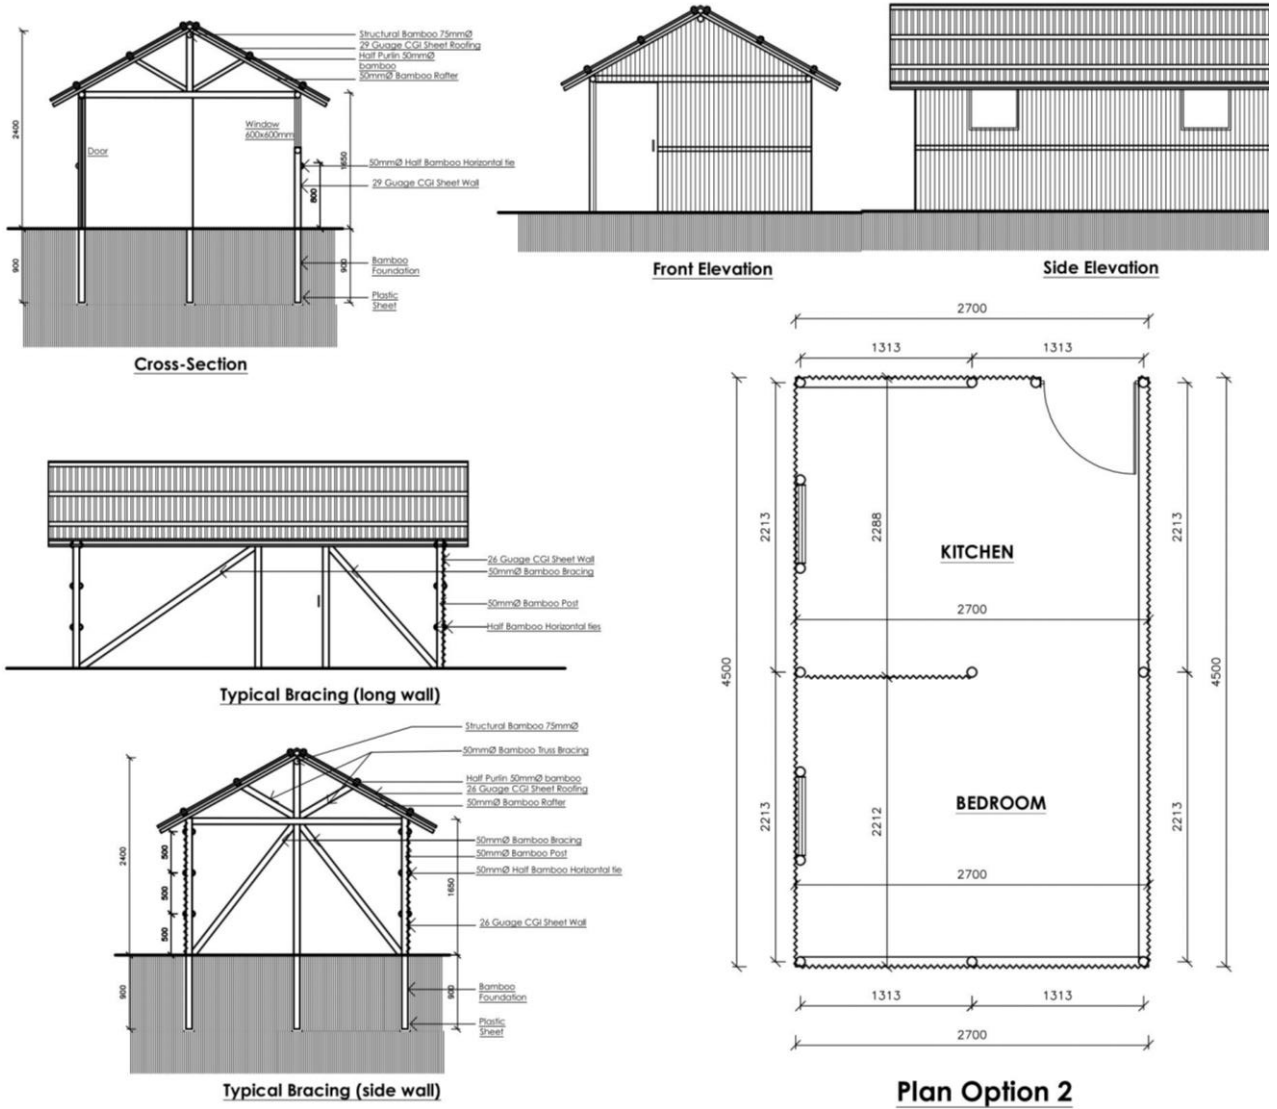 Structural Bamboo 75mmØ
29 Guage CGI Sheet Roofing
Half Purlin 50mmØ
bamboo
50mmØ Bamboo Rafter
2400
Window
600x600mm
Door
1650
50mmØ Half Bamboo Horizontal tie
29 Guage CGI Sheet Wall
800
900
900
Bamboo
Foundation
Plastic
Sheet
Cross-Section
Front Elevation
Side Elevation
26 Guage CGI Sheet Wall
50mmØ Bamboo Bracing
50mmØ Bamboo Post
Half Bamboo Horizontal ties
Typical Bracing (long wall)
Structural Bamboo 75mmØ
50mmØ Bamboo Truss Bracing
Half Purlin 50mmØ bamboo
26 Guage CGI Sheet Roofing
50mmØ Bamboo Rafter
2400
500
500
500
50mmØ Bamboo Bracing
50mmØ Bamboo Post
50mmØ Half Bamboo Horizontal tie
1650
26 Guage CGI Sheet Wall
900
900
Bamboo
Foundation
Plastic
Sheet
Typical Bracing (side wall)
2700
1313
1313
2213
2288
2213
KITCHEN
2700
4500
4500
2213
2212
2213
BEDROOM
2700
1313
1313
2700
Plan Option 2